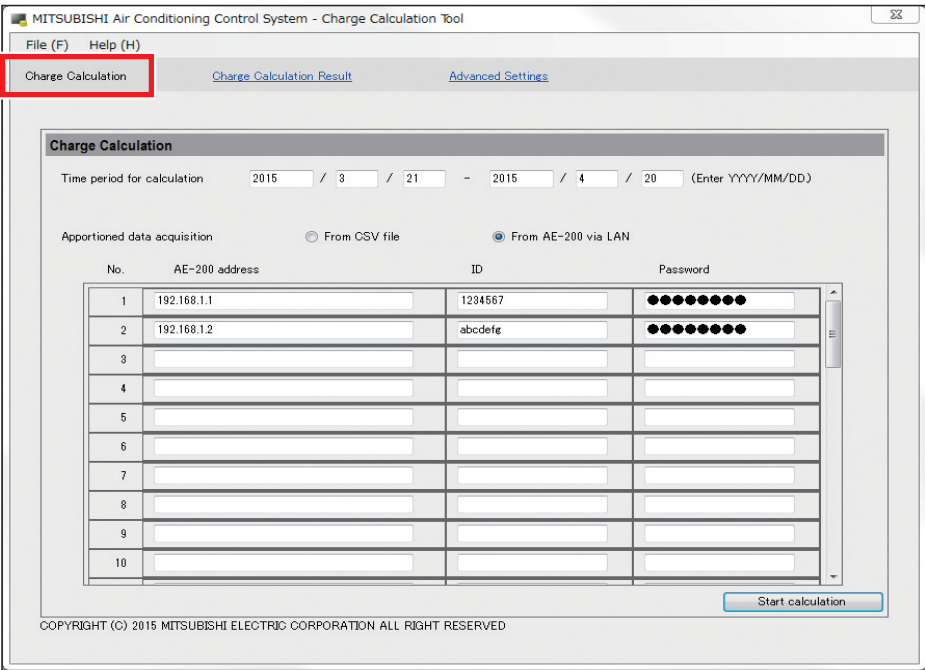 MITSUBISHI Air Conditioning Control System - Charge Calculation Tool
File (F) Help (H)
Charge Calculation Charge Calculation Result Advanced Settings
Charge Calculation
Time period for calculation 2015 / 3 / 21 - 2015 / 4 / 20 (Enter YYYY/MM/DD.)
Apportioned data acquisition From CSV file From AE-200 via LAN
No. AE-200 address ID Password
1 192.168.1.1 1234567 ●●●●●●●●
2 192.168.1.2 abcdefg ●●●●●●●●
3
4
5
6
7
8
9
10
Start calculation
COPYRIGHT (C) 2015 MITSUBISHI ELECTRIC CORPORATION ALL RIGHT RESERVED